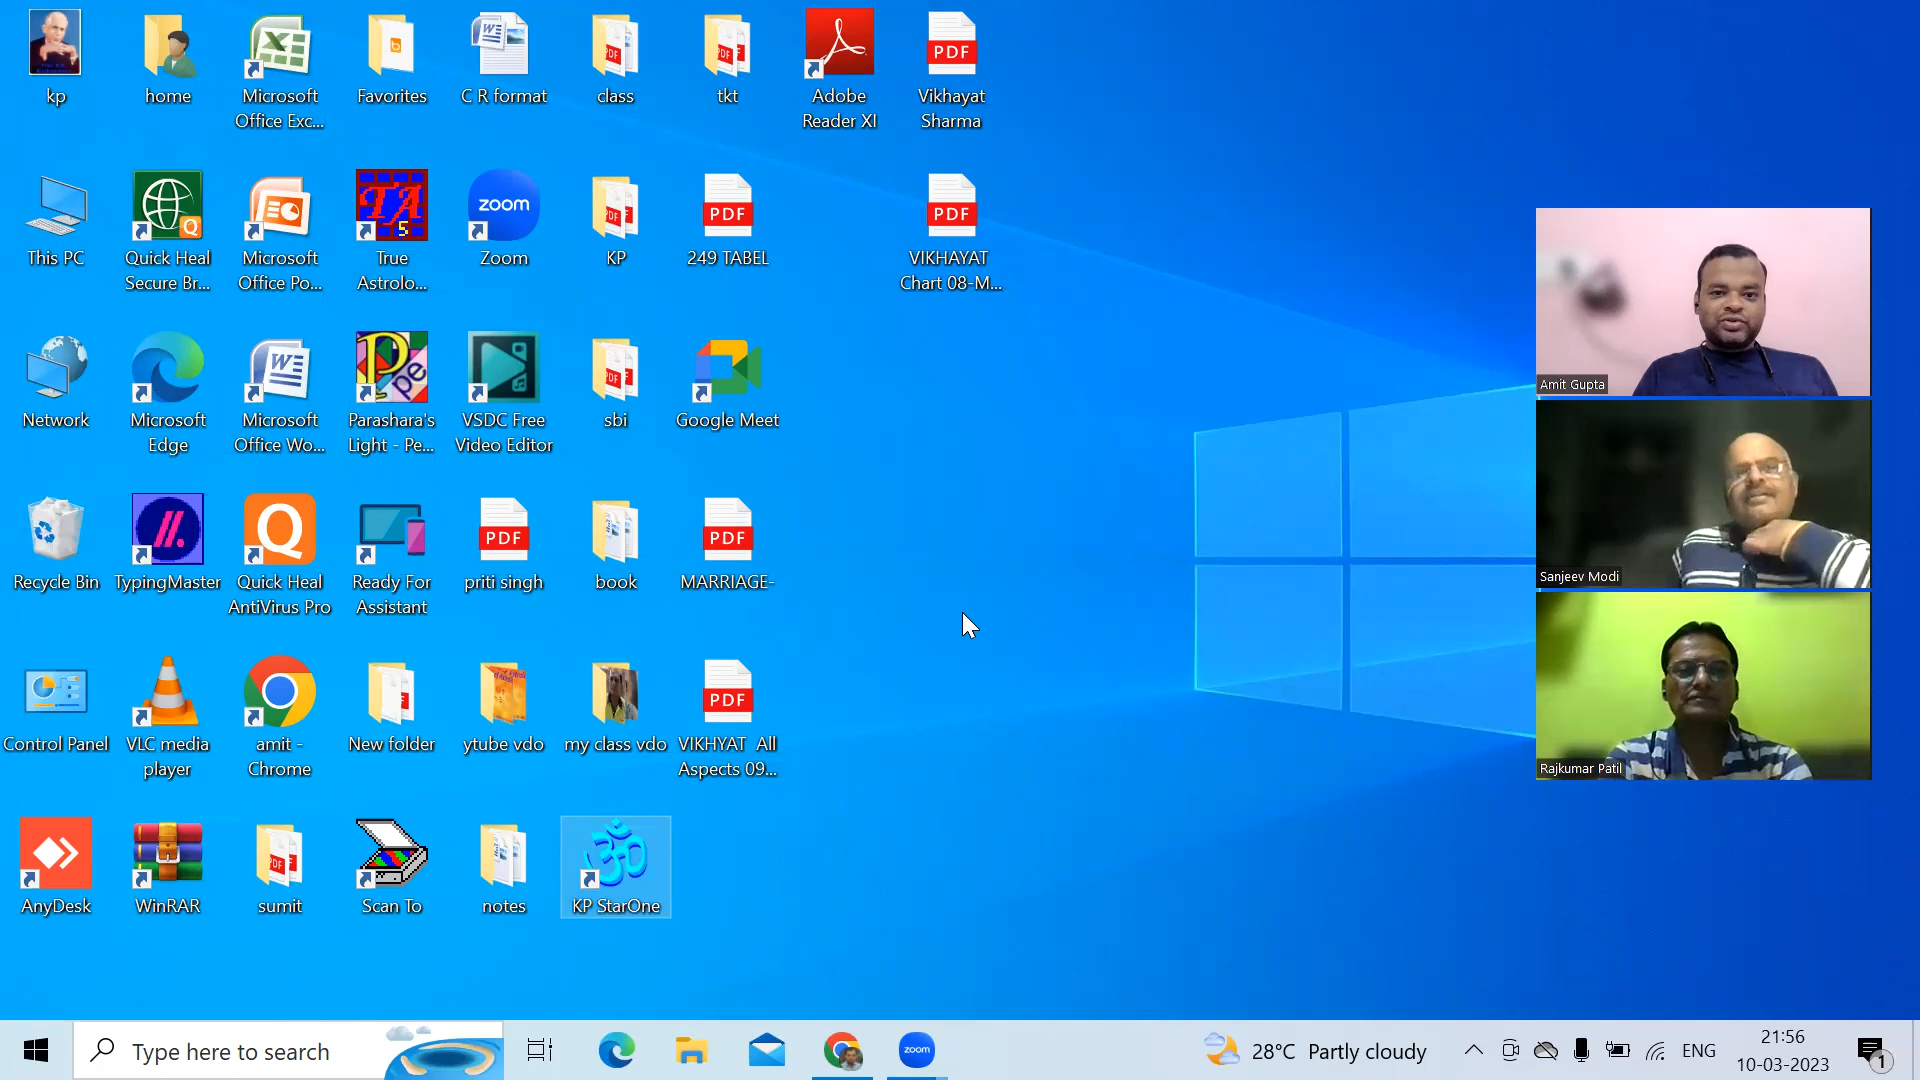 kp
home
Microsoft
Office Exc...
Favorites
C R format
class
tkt
Adobe
Reader XI
PDF
Vikhayat
Sharma
This PC
Quick Heal
Secure Br...
Microsoft
Office Po...
TA
5
True
Astrolo...
zoom
Zoom
KP
PDF
249 TABEL
PDF
VIKHAYAT
Chart 08-M...
Network
Microsoft
Edge
Microsoft
Office Wo...
Parashara's
Light - Pe...
VSDC Free
Video Editor
sbi
Google Meet
Recycle Bin
TypingMaster
Quick Heal
AntiVirus Pro
Ready For
Assistant
PDF
priti singh
book
PDF
MARRIAGE-
Control Panel
VLC media
player
amit -
Chrome
New folder
ytube vdo
my class vdo
PDF
VIKHYAT All
Aspects 09...
AnyDesk
WinRAR
sumit
Scan To
notes
ॐ
KP StarOne
Amit Gupta
Sanjeev Modi
Rajkumar Patil
Type here to search
zoom
28°C Partly cloudy
ENG
21:56
10-03-2023
1